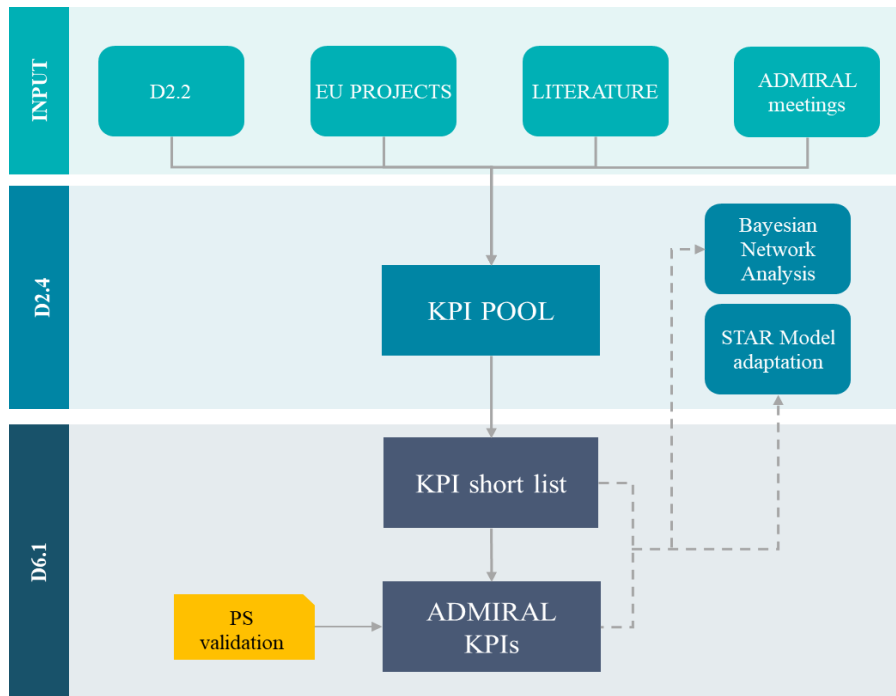 INPUT
D2.2
EU PROJECTS
LITERATURE
ADMIRAL
meetings
D2.4
KPI POOL
Bayesian
Network
Analysis
STAR Model
adaptation
D6.1
KPI short list
PS
validation
ADMIRAL
KPIs